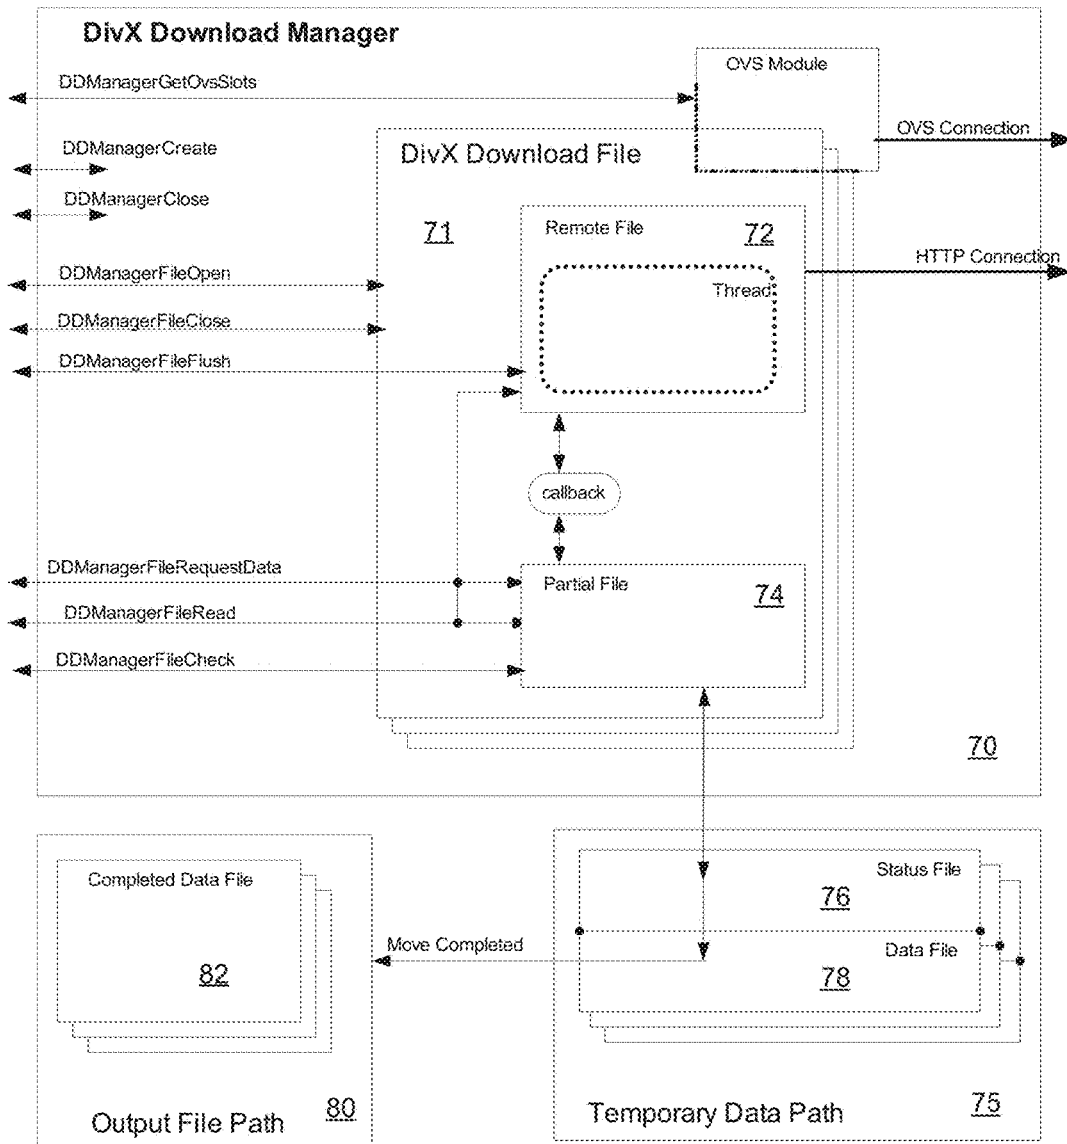 DivX Download Manager
OVS Module
DDManagerGetOvsSlots
OVS Connection
DDManagerCreate
DivX Download File
DDManagerClose
71
Remote File
72
HTTP Connection
DDManagerFileOpen
Thread
DDManagerFileClose
DDManagerFileFlush
callback
DDManagerFileRequestData
Partial File
74
DDManagerFileRead
DDManagerFileCheck
70
Completed Data File
Status File
76
Move Completed
Data File
82
78
Output File Path
80
Temporary Data Path
75